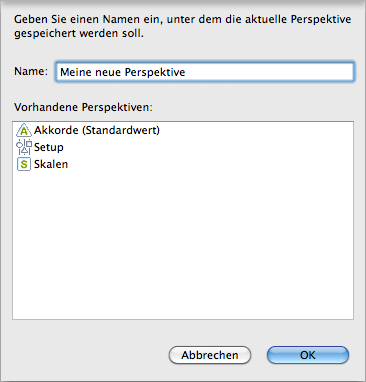 Geben Sie einen Namen ein, unter dem die aktuelle Perspektive
gespeichert werden soll.
Name: Meine neue Perspektive
Vorhandene Perspektiven:
A Akkorde (Standardwert)
Setup
S Skalen
Abbrechen OK